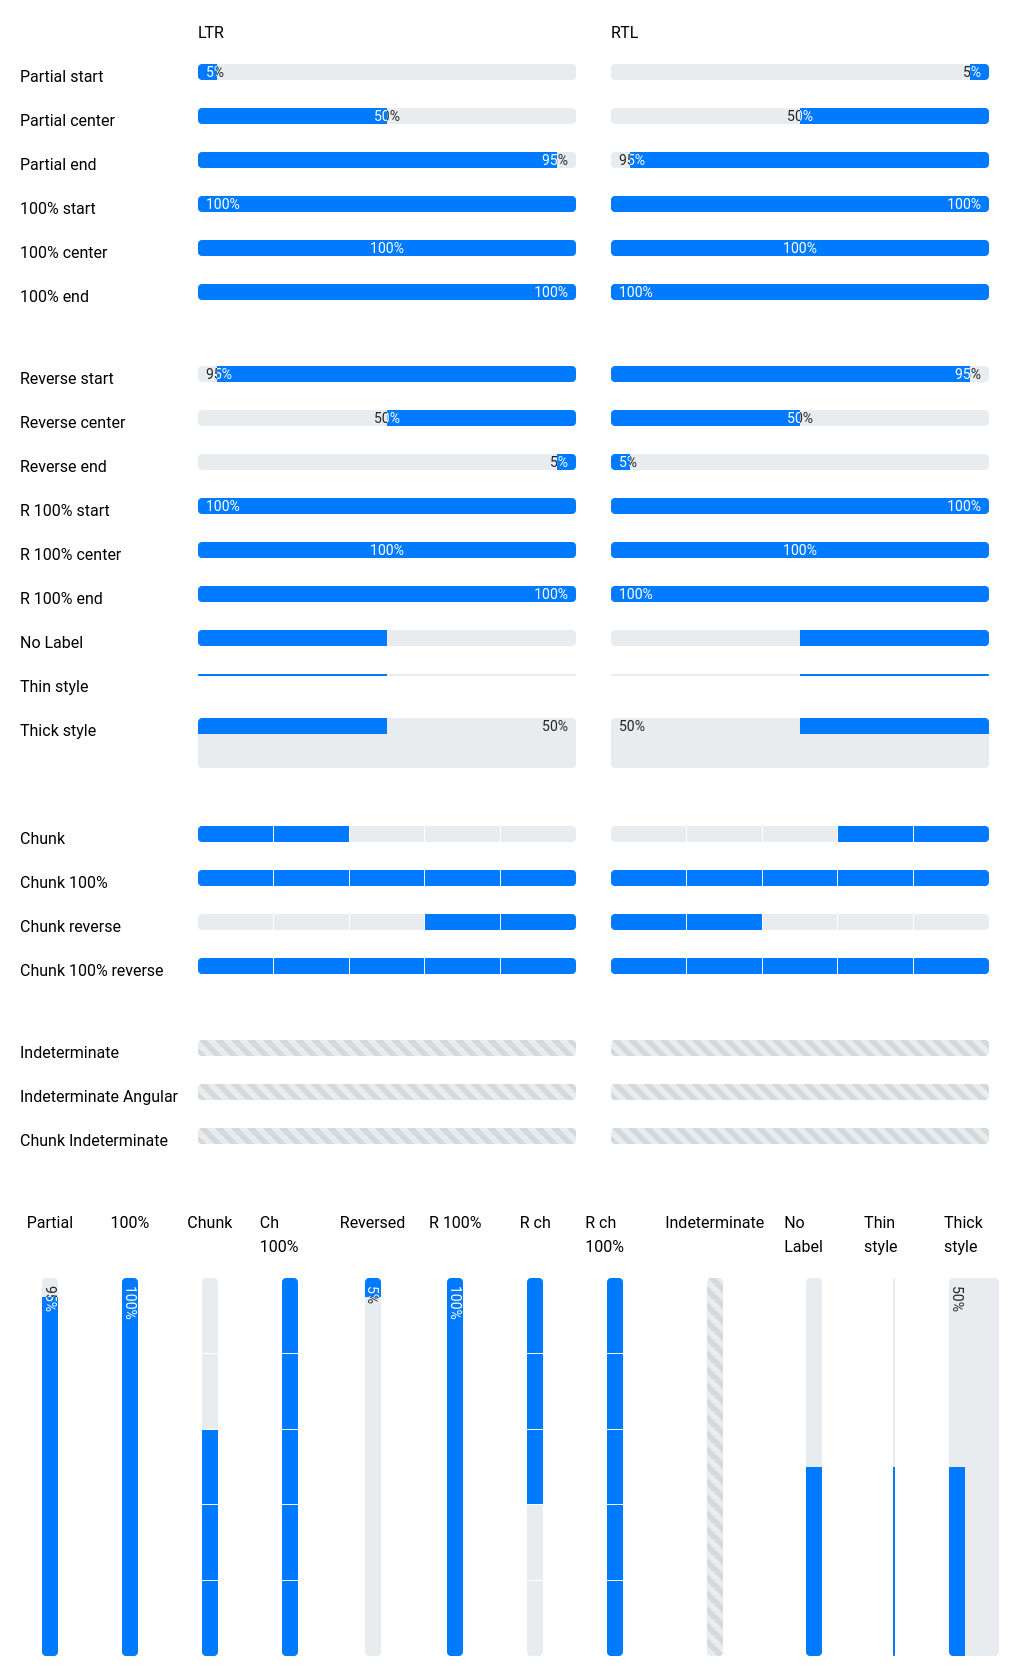 LTR RTL
Partial start 5% 5%
Partial center 50% 50%
Partial end 95% 95%
100% start 100% 100%
100% center 100% 100%
100% end 100% 100%
Reverse start 95% 95%
Reverse center 50% 50%
Reverse end 5% 5%
R 100% start 100% 100%
R 100% center 100% 100%
R 100% end 100% 100%
No Label
Thin style
Thick style 50% 50%
Chunk
Chunk 100%
Chunk reverse
Chunk 100% reverse
Indeterminate
Indeterminate Angular
Chunk Indeterminate
Partial 100% Chunk Ch Reversed R 100% R ch R ch Indeterminate No Thin Thick
100% 100% Label style style
95% 100% 5% 100% 50%